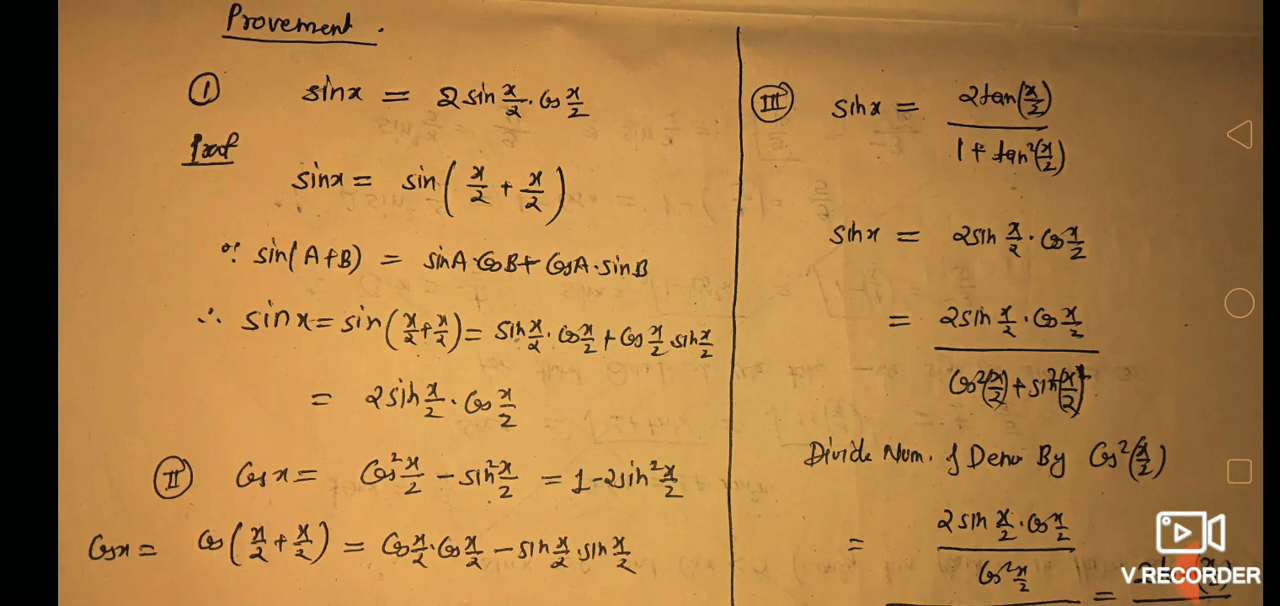 Provement.
① sinx = 2sin x/2 . Cos x/2
Proof
sinx = sin(x/2 + x/2)
∵ sin(A+B) = sinA.CosB + CosA.sinB
∴ sinx = sin(x/2+x/2) = sin x/2 . Cos x/2 + Cos x/2 sin x/2
= 2sin x/2 . Cos x/2
Ⅱ Cosx = Cos² x/2 - sin² x/2 = 1-2sin² x/2
Cosx = Cos(x/2 + x/2) = Cos x/2 . Cos x/2 - sin x/2 . sin x/2
Ⅲ sinx = 2tan(x/2) / 1 + tan²(x/2)
sinx = 2sin x/2 . Cos x/2
= 2sin x/2 . Cos x/2 / Cos²(x/2) + sin²(x/2)
Divide Num. & Deno By Cos²(x/2)
= 2 sin x/2 . Cos x/2 / Cos² x/2 =
V.RECORDER